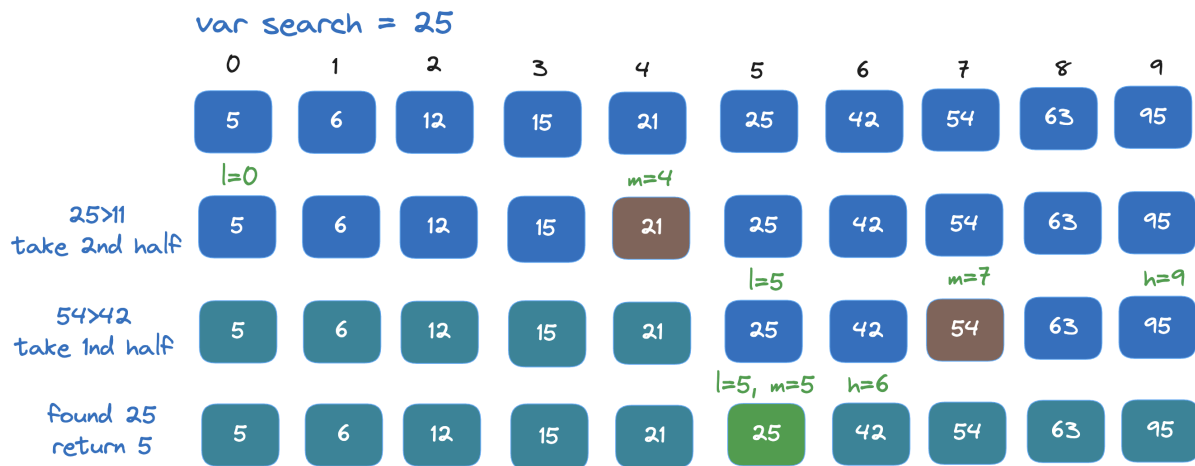 var search = 25
0 1 2 3 4 5 6 7 8 9
5 6 12 15 21 25 42 54 63 95
l=0 m=4
25>11
take 2nd half
5 6 12 15 21 25 42 54 63 95
l=5 m=7 h=9
54>42
take 1nd half
5 6 12 15 21 25 42 54 63 95
l=5, m=5 h=6
found 25
return 5
5 6 12 15 21 25 42 54 63 95